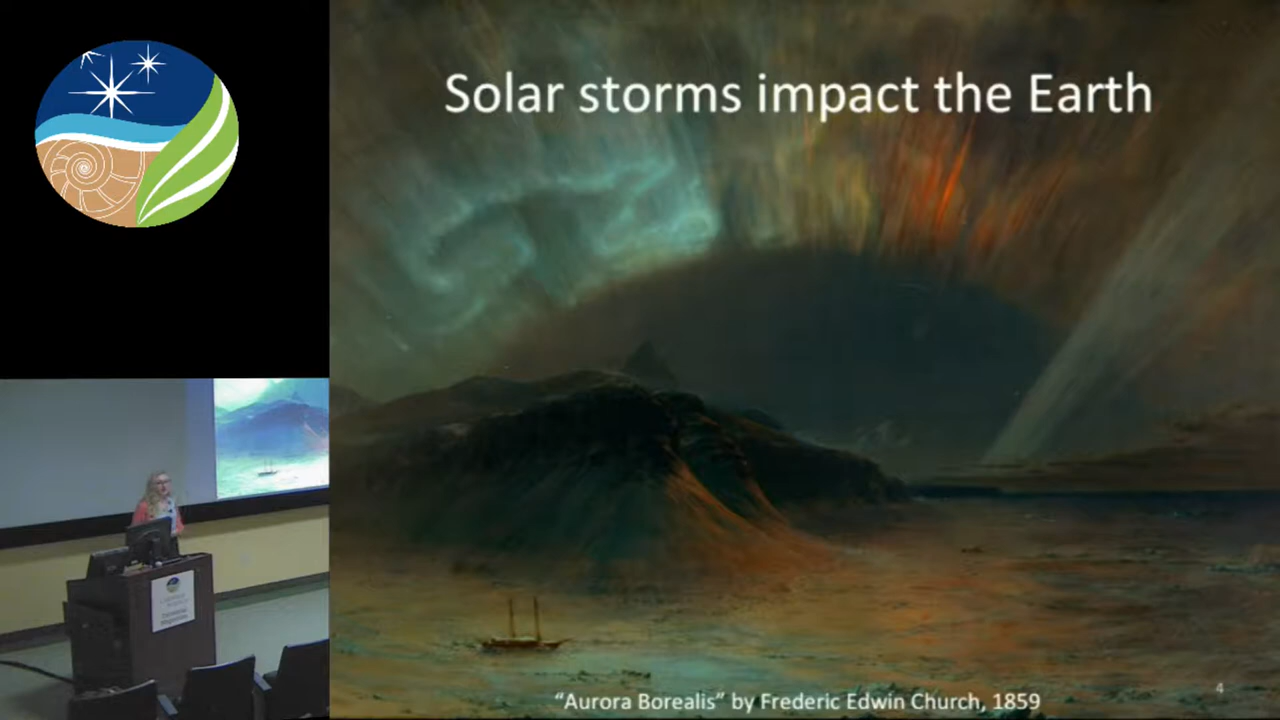 Solar storms impact the Earth
“Aurora Borealis” by Frederic Edwin Church, 1859
4